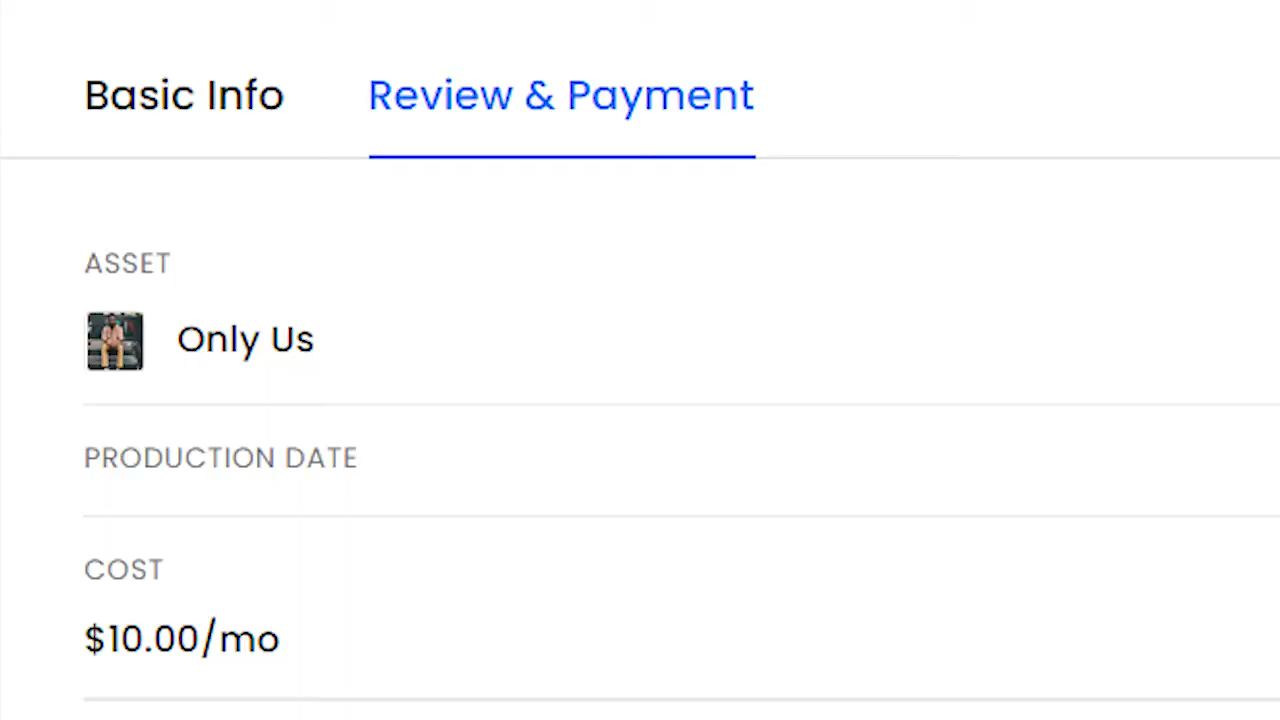 Basic Info Review & Payment
ASSET
Only Us
PRODUCTION DATE
COST
$10.00/mo